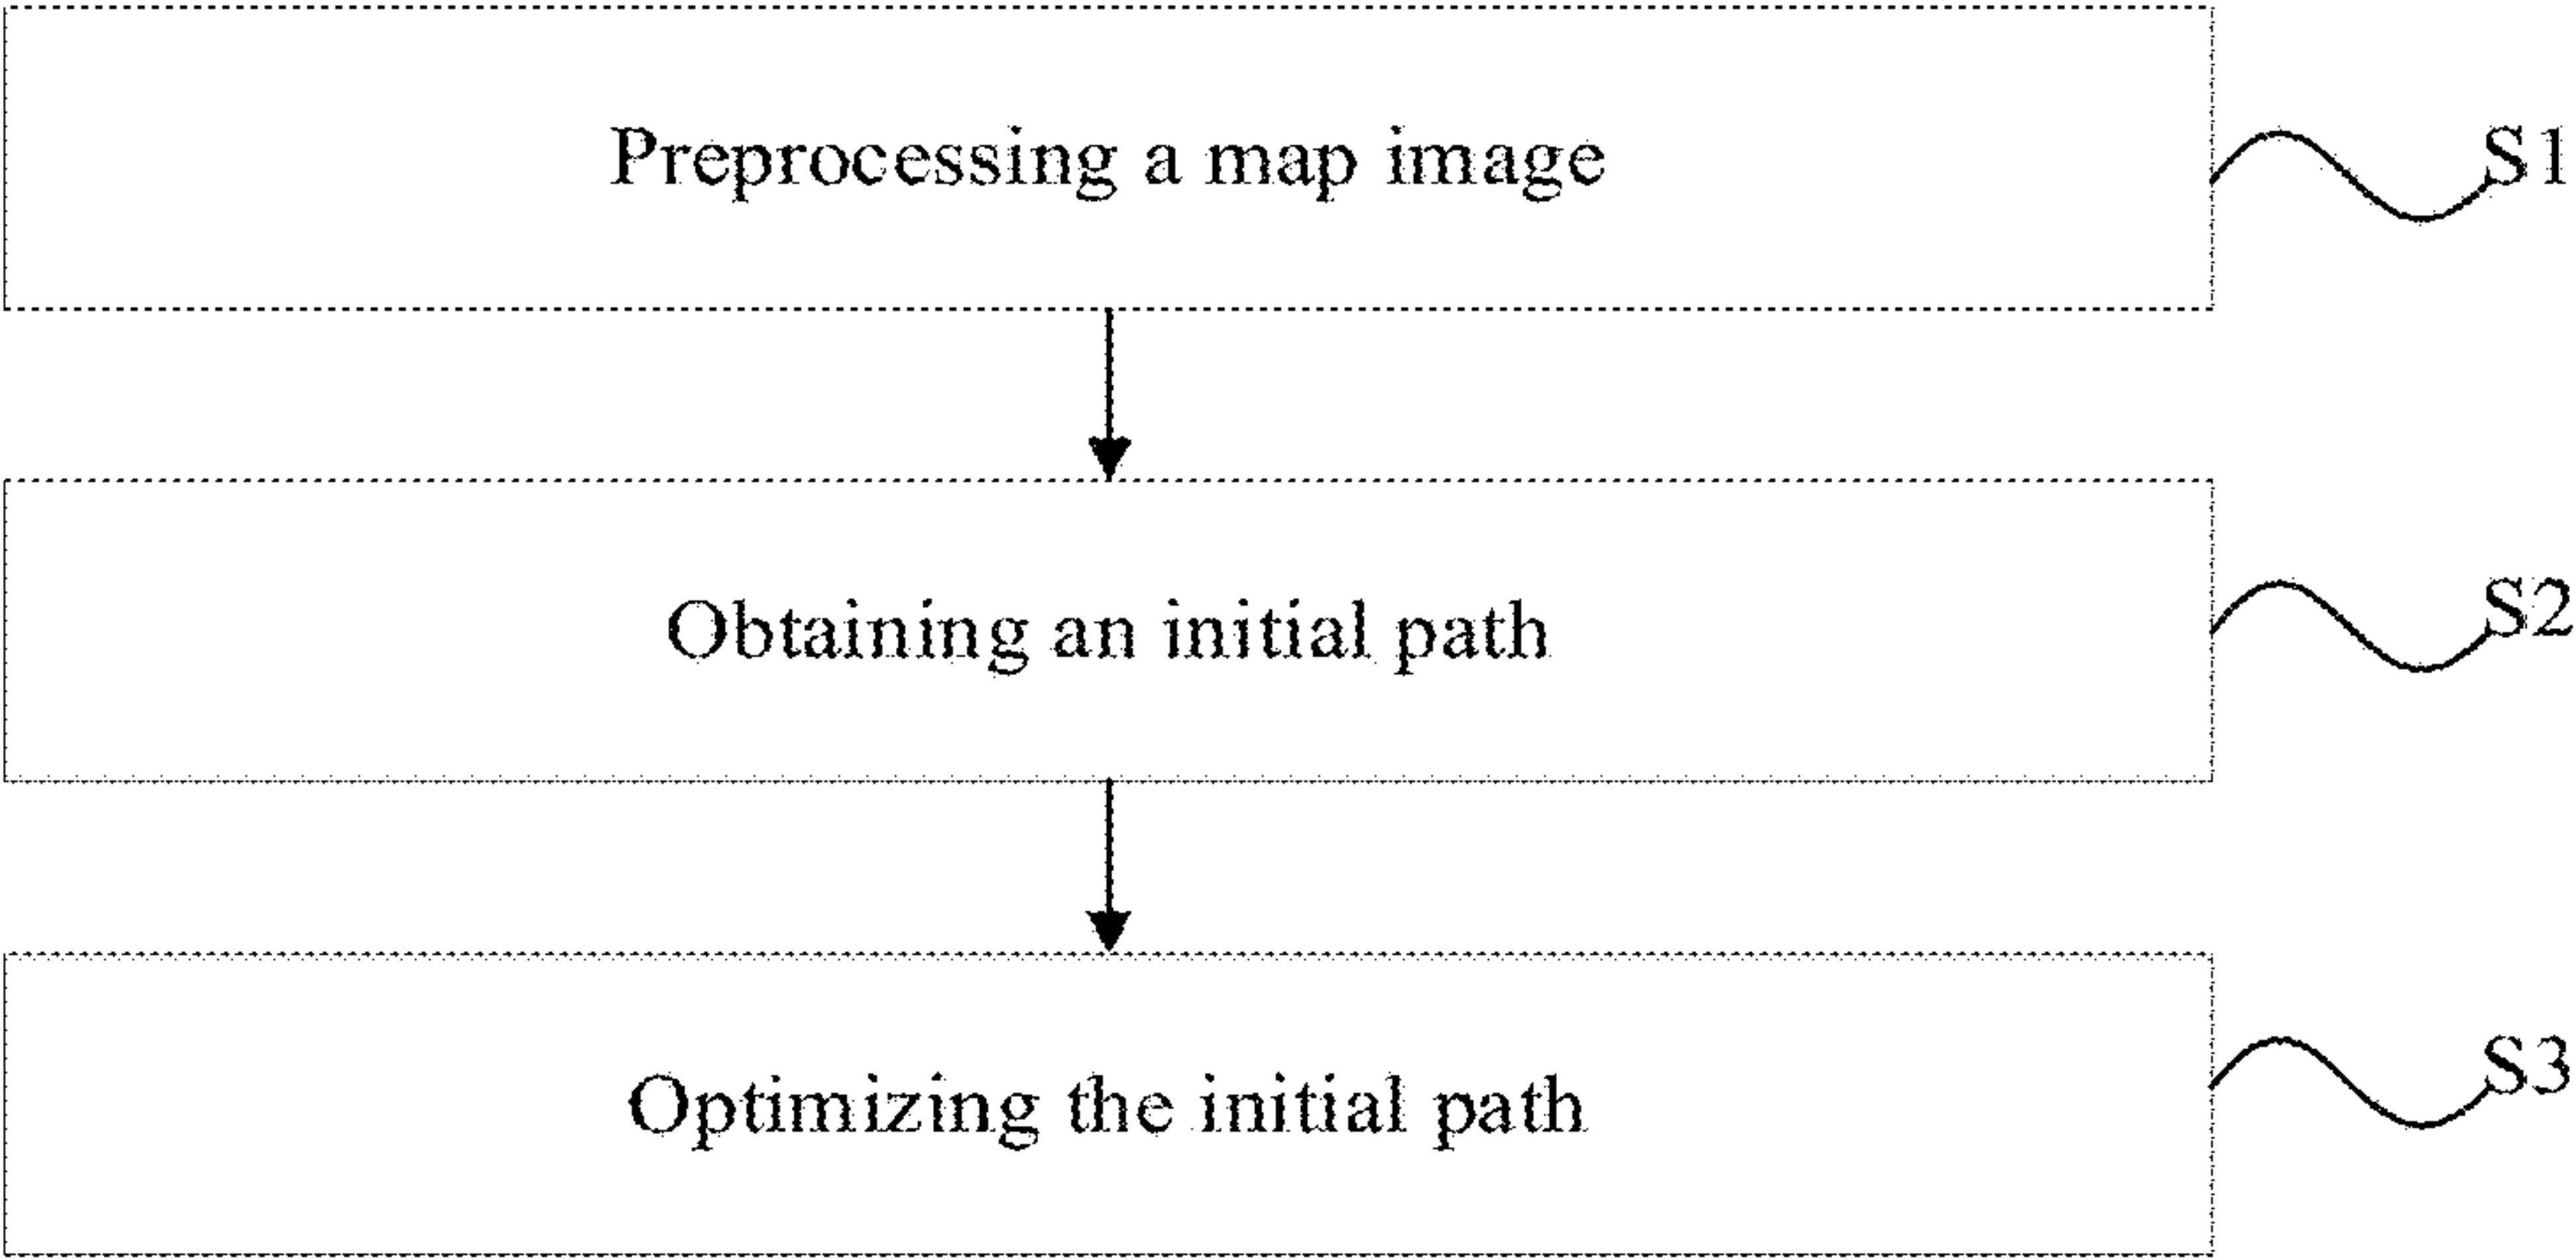 Preprocessing a map image
S1
Obtaining an initial path
S2
Optimizing the initial path
S3